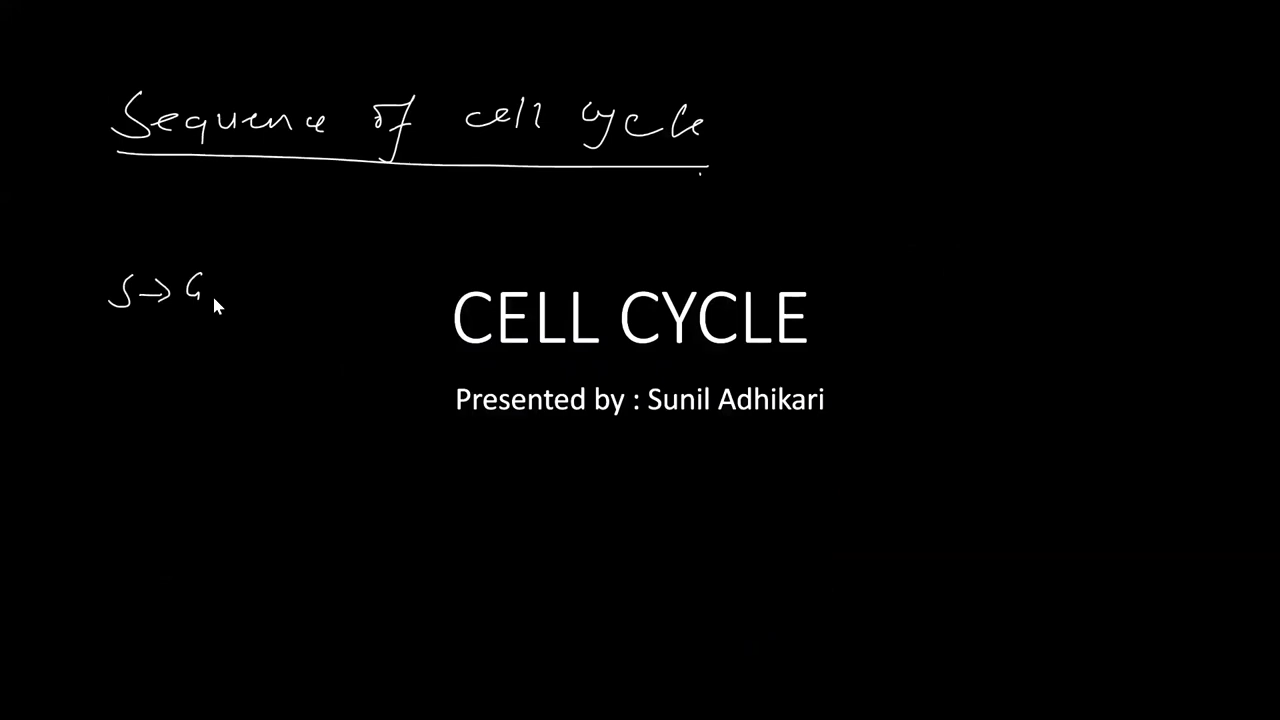 Sequence of cell cycle
S → G
CELL CYCLE
Presented by : Sunil Adhikari